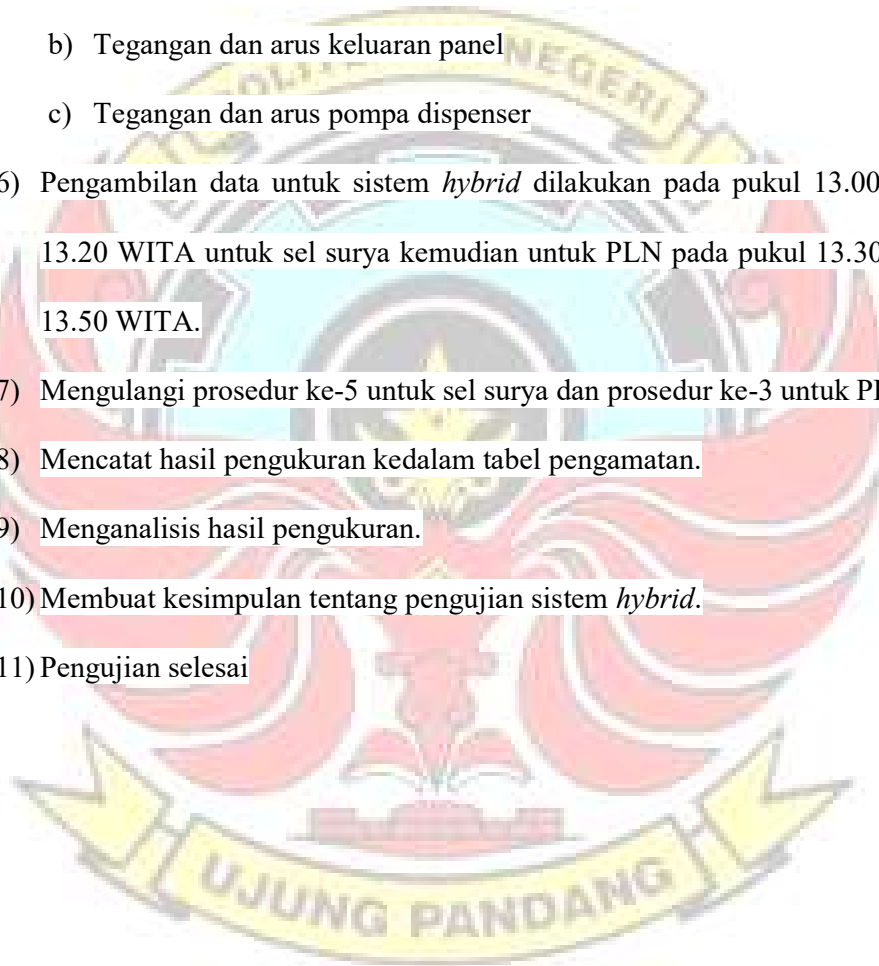 b) Tegangan dan arus keluaran panel
c) Tegangan dan arus pompa dispenser
6) Pengambilan data untuk sistem hybrid dilakukan pada pukul 13.00
13.20 WITA untuk sel surya kemudian untuk PLN pada pukul 13.30
13.50 WITA.
7) Mengulangi prosedur ke-5 untuk sel surya dan prosedur ke-3 untuk
8) Mencatat hasil pengukuran kedalam tabel pengamatan.
9) Menganalisis hasil pengukuran.
10) Membuat kesimpulan tentang pengujian sistem hybrid.
11) Pengujian selesai
NEGERI
UJUNG PANDANG